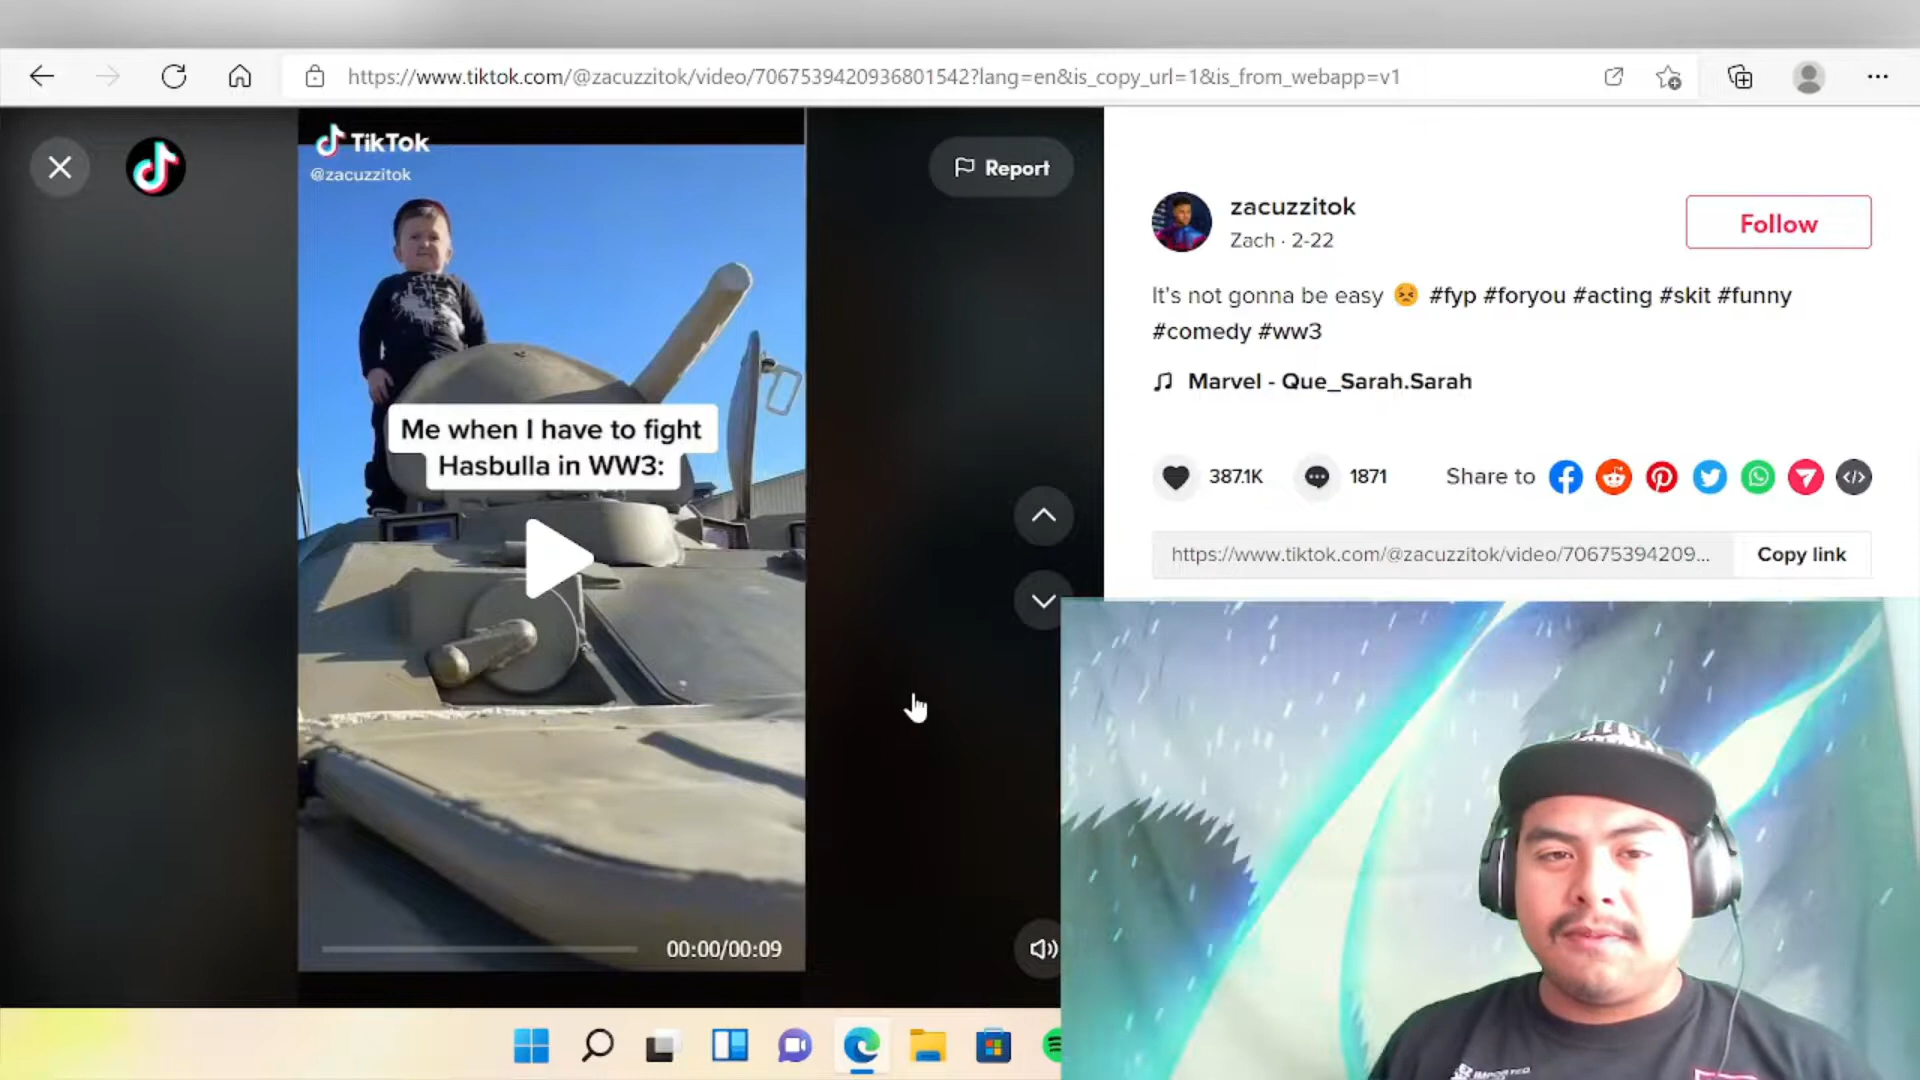 https://www.tiktok.com/@zacuzzitok/video/7067539420936801542?lang=en&is_copy_url=1&is_from_webapp=v1
TikTok
@zacuzzitok
Report
Me when I have to fight
Hasbulla in WW3:
00:00/00:09
zacuzzitok
Zach · 2-22
Follow
It's not gonna be easy 😣 #fyp #foryou #acting #skit #funny
#comedy #ww3
Marvel - Que_Sarah.Sarah
387.1K
1871
Share to
https://www.tiktok.com/@zacuzzitok/video/70675394209...
Copy link
IMPORTED